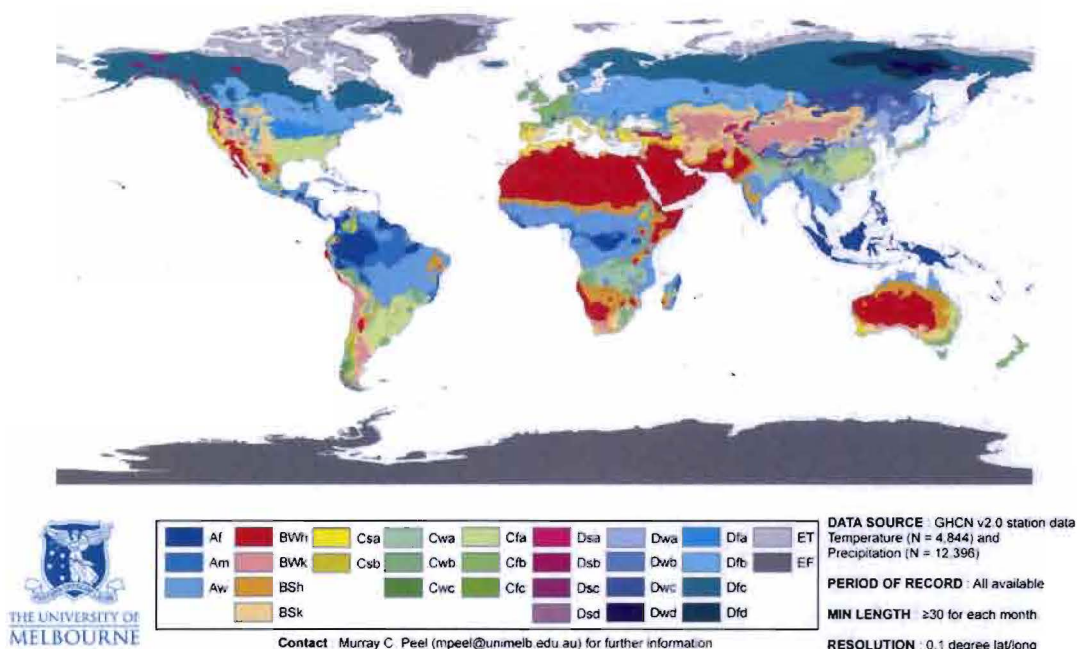 Af BWh Csa Cwa Cfa Dsa Dwa Dfa ET
Am BWk Csb Cwb Cfb Dsb Dwb Dfb EF
Aw BSh Cwc Cfc Dsc Dwc Dfc
BSk Dsd Dwd Dfd
DATA SOURCE : GHCN v2.0 station data
Temperature (N = 4,844) and
Precipitation (N = 12,396)
PERIOD OF RECORD : All available
MIN LENGTH : ≥30 for each month
RESOLUTION : 0.1 degree lat/long
Contact : Murray C. Peel (mpeel@unimelb.edu.au) for further information
THE UNIVERSITY OF
MELBOURNE